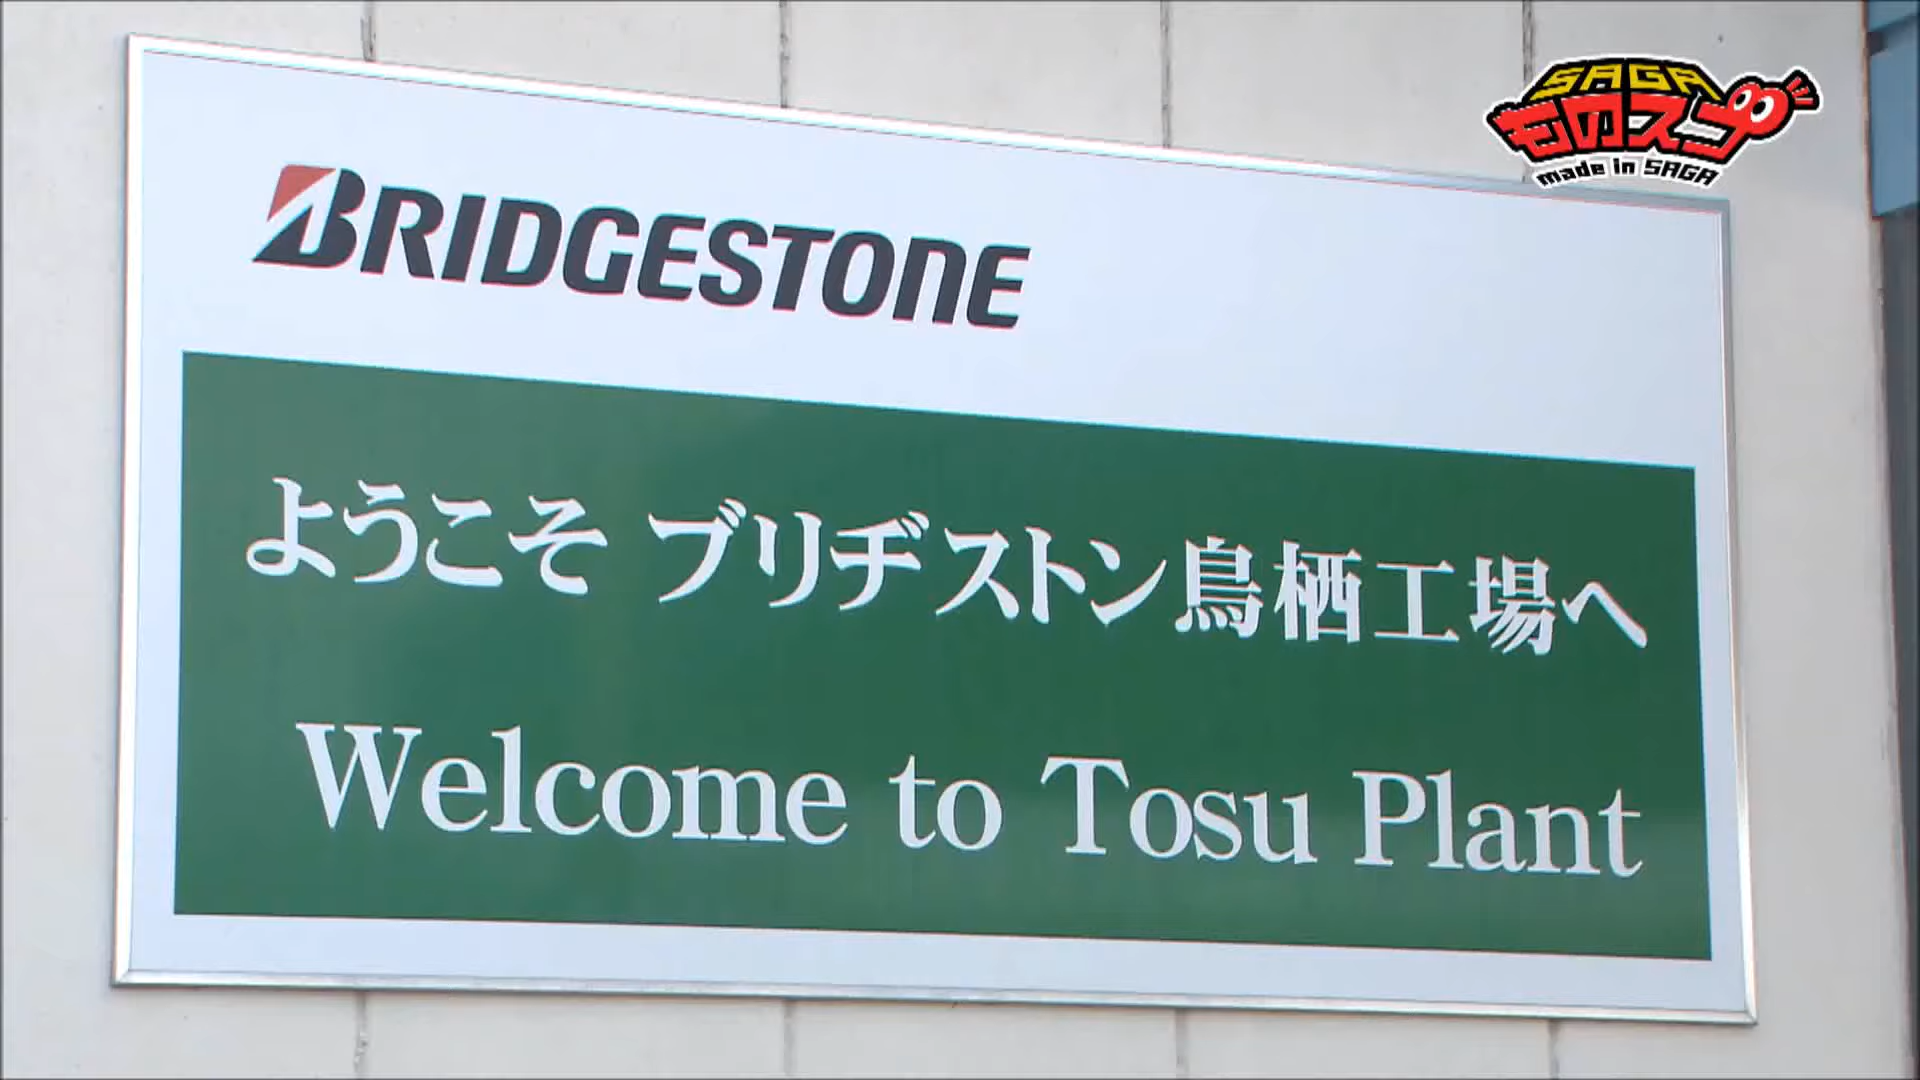 SAGA
ものスゴ
made in SAGA
BRIDGESTONE
ようこそ ブリヂストン鳥栖工場へ
Welcome to Tosu Plant